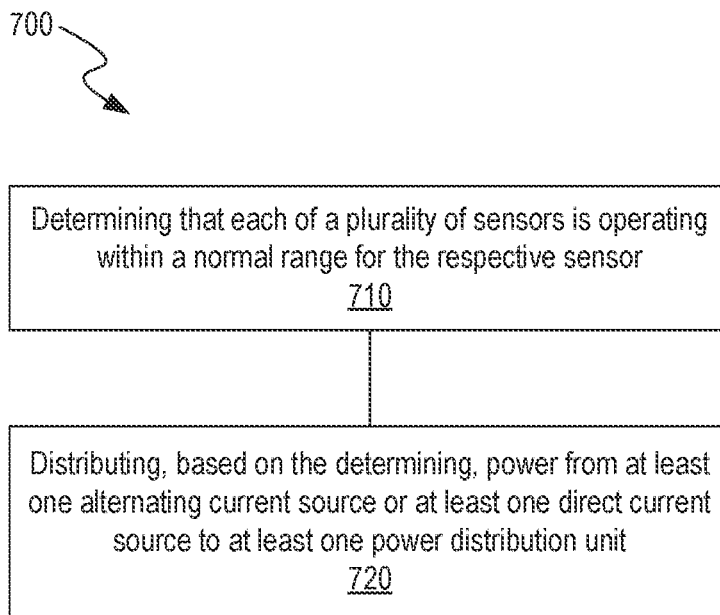 700
Determining that each of a plurality of sensors is operating
within a normal range for the respective sensor
710
Distributing, based on the determining, power from at least
one alternating current source or at least one direct current
source to at least one power distribution unit
720